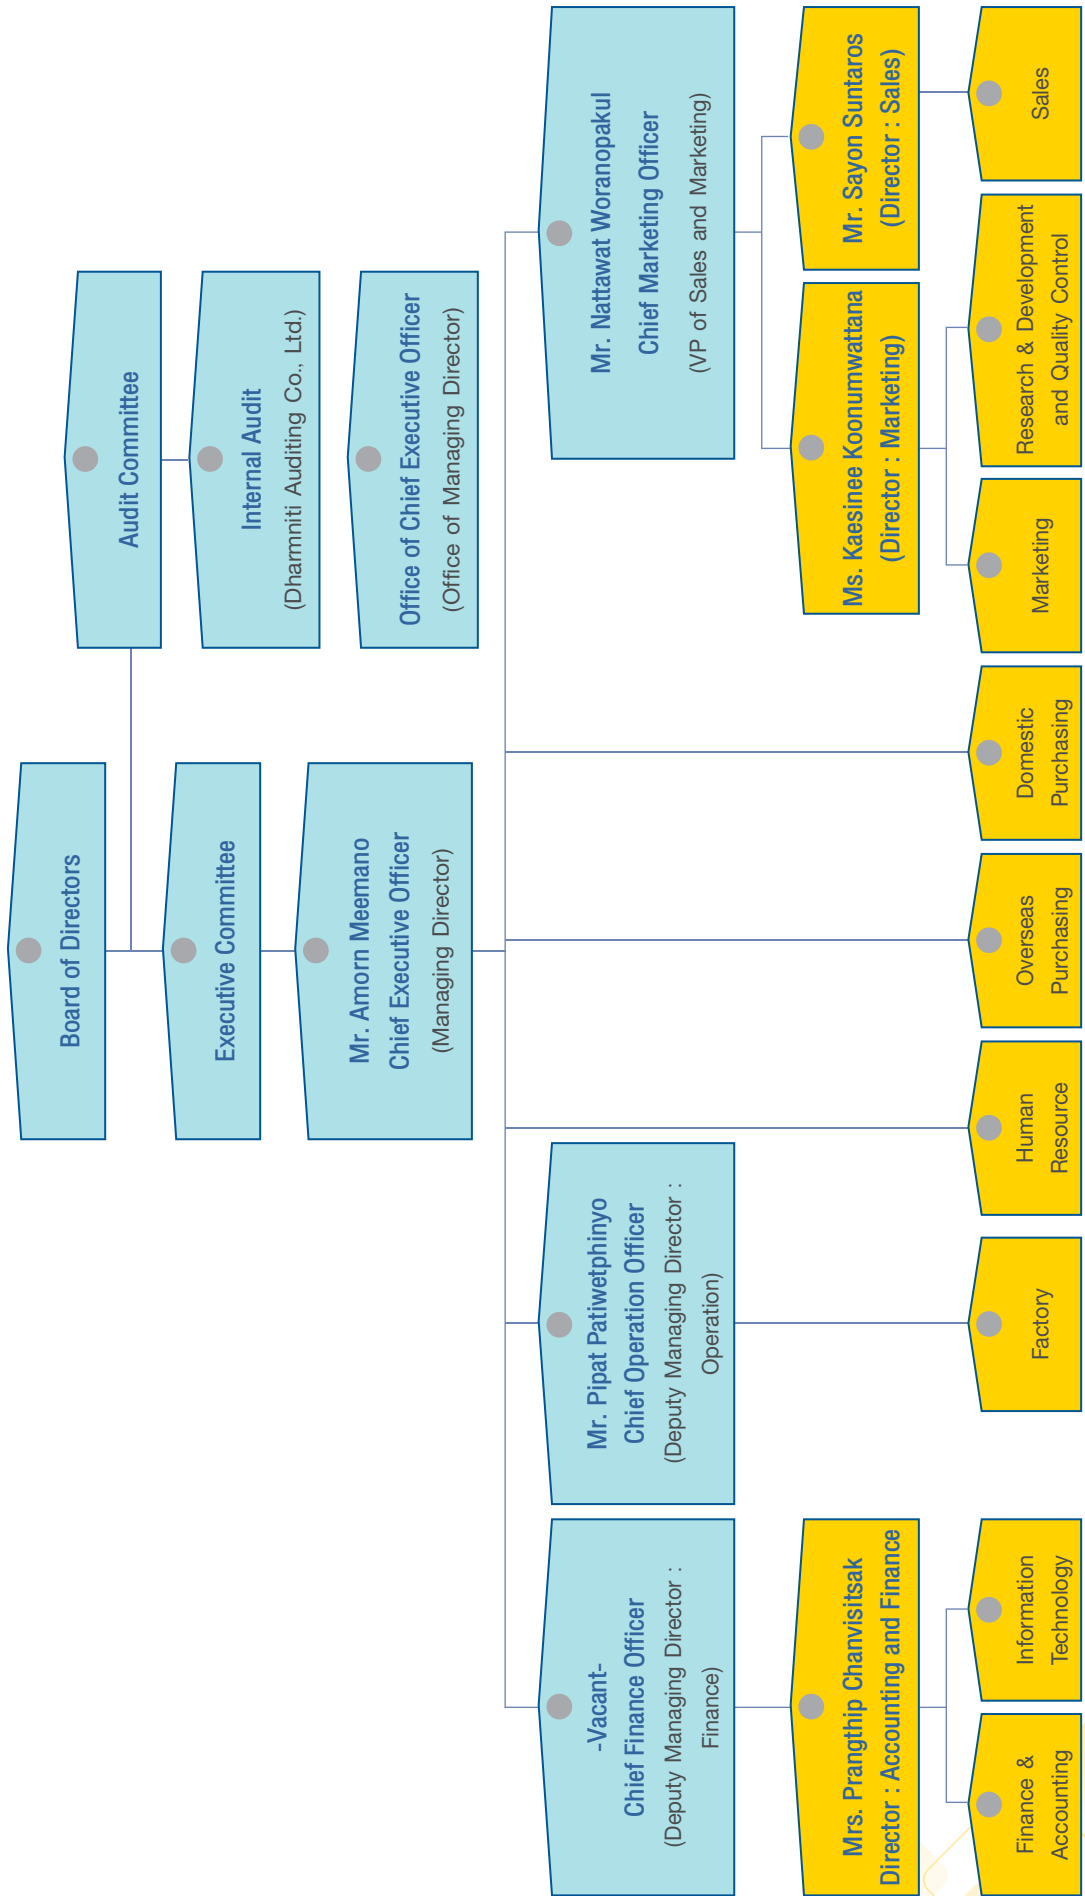 Board of Directors
Audit Committee
Internal Audit
(Dharmniti Auditing Co., Ltd.)
Executive Committee
Mr. Amorn Meemano
Chief Executive Officer
(Managing Director)
Office of Chief Executive Officer
(Office of Managing Director)
-Vacant-
Chief Finance Officer
(Deputy Managing Director :
Finance)
Mr. Pipat Patiwetphinyo
Chief Operation Officer
(Deputy Managing Director :
Operation)
Mr. Nattawat Woranopakul
Chief Marketing Officer
(VP of Sales and Marketing)
Mrs. Prangthip Chanvisitsak
Director : Accounting and Finance
Ms. Kaesinee Koonumwattana
(Director : Marketing)
Mr. Sayon Suntaros
(Director : Sales)
Finance &
Accounting
Information
Technology
Factory
Human
Resource
Overseas
Purchasing
Domestic
Purchasing
Marketing
Research & Development
and Quality Control
Sales